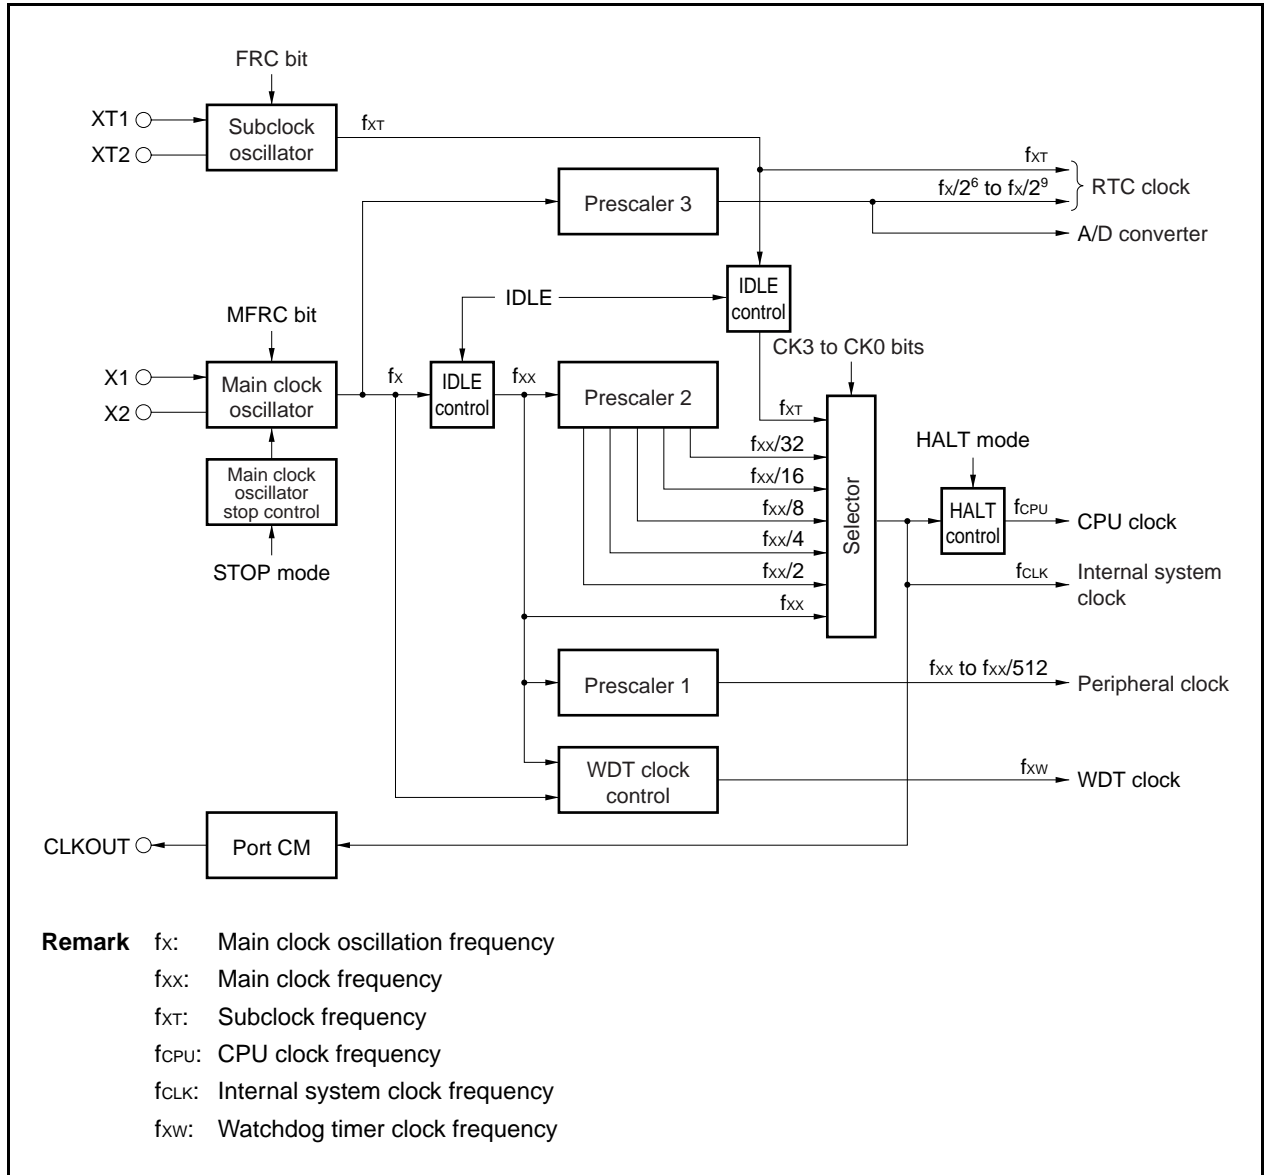 FRC bit
XT1
XT2
Subclock
oscillator
fXT
fXT
fX/2⁶ to fX/2⁹
RTC clock
Prescaler 3
A/D converter
IDLE
IDLE
control
MFRC bit
CK3 to CK0 bits
X1
X2
Main clock
oscillator
fX
IDLE
control
fXX
Prescaler 2
fXT
fXX/32
fXX/16
fXX/8
fXX/4
fXX/2
fXX
Selector
HALT mode
HALT
control
fCPU
CPU clock
Main clock
oscillator
stop control
STOP mode
fCLK
Internal system
clock
Prescaler 1
fXX to fXX/512
Peripheral clock
WDT clock
control
fXW
WDT clock
CLKOUT
Port CM
Remark fX: Main clock oscillation frequency
fXX: Main clock frequency
fXT: Subclock frequency
fCPU: CPU clock frequency
fCLK: Internal system clock frequency
fXW: Watchdog timer clock frequency